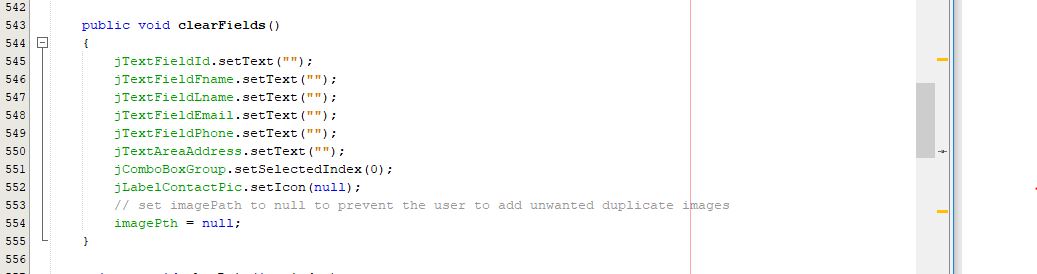 542
543 public void clearFields()
544 {
545 jTextFieldId.setText("");
546 jTextFieldFname.setText("");
547 jTextFieldLname.setText("");
548 jTextFieldEmail.setText("");
549 jTextFieldPhone.setText("");
550 jTextAreaAddress.setText("");
551 jComboBoxGroup.setSelectedIndex(0);
552 jLabelContactPic.setIcon(null);
553 // set imagePath to null to prevent the user to add unwanted duplicate images
554 imagePth = null;
555 }
556